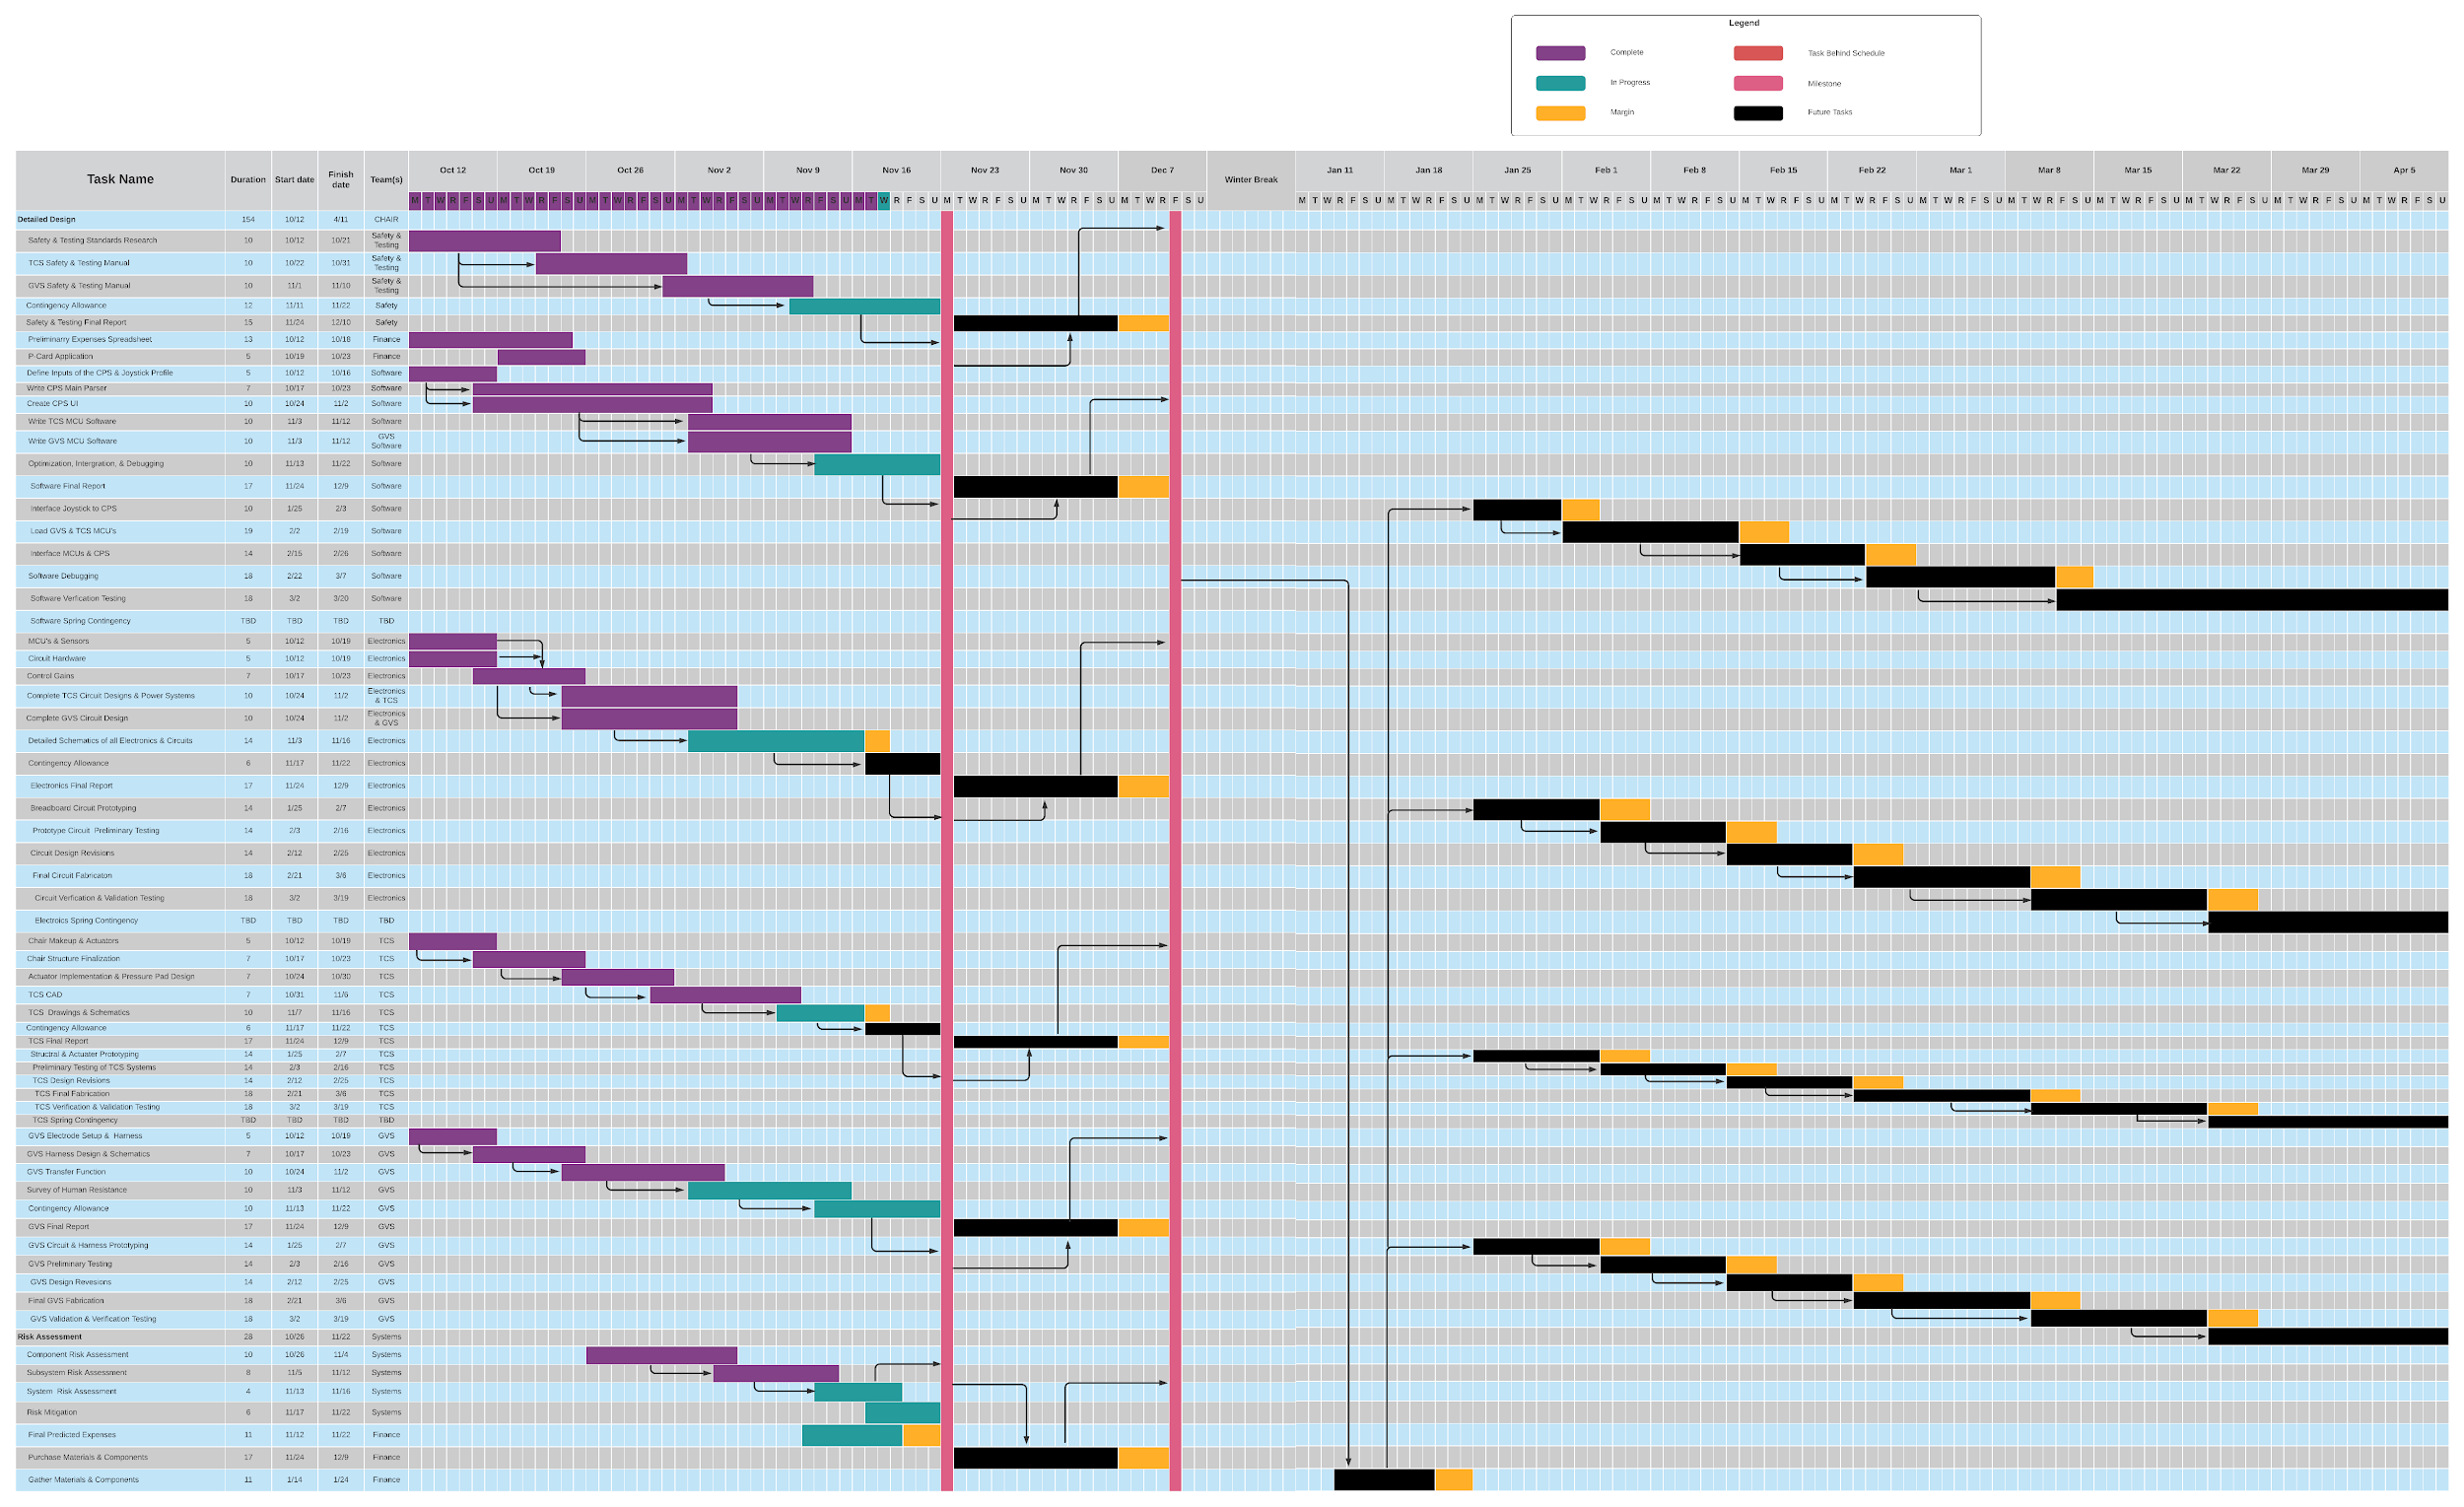 Legend
Complete Task Behind Schedule
In Progress Milestone
Margin Future Tasks
Task Name Duration Start date Finish date Team(s) Oct 12 Oct 19 Oct 26 Nov 2 Nov 9 Nov 16 Nov 23 Nov 30 Dec 7 Winter Break Jan 11 Jan 18 Jan 25 Feb 1 Feb 8 Feb 15 Feb 22 Mar 1 Mar 8 Mar 15 Mar 22 Mar 29 Apr 5
M T W R F S U M T W R F S U M T W R F S U M T W R F S U M T W R F S U M T W R F S U M T W R F S U M T W R F S U M T W R F S U M T W R F S U M T W R F S U M T W R F S U M T W R F S U M T W R F S U M T W R F S U M T W R F S U M T W R F S U M T W R F S U M T W R F S U M T W R F S U M T W R F S U M T W R F S U
Detailed Design 154 10/12 4/11 CHAIR
Safety & Testing Standards Research 10 10/12 10/21 Safety & Testing
TCS Safety & Testing Manual 10 10/22 10/31 Safety & Testing
GVS Safety & Testing Manual 10 11/1 11/10 Safety & Testing
Contingency Allowance 12 11/11 11/22 Safety
Safety & Testing Final Report 15 11/24 12/10 Safety
Preliminarry Expenses Spreadsheet 13 10/12 10/18 Finance
P-Card Application 5 10/19 10/23 Finance
Define Inputs of the CPS & Joystick Profile 5 10/12 10/16 Software
Write CPS Main Parser 7 10/17 10/23 Software
Create CPS UI 10 10/24 11/2 Software
Write TCS MCU Software 10 11/3 11/12 Software
Write GVS MCU Software 10 11/3 11/12 GVS Software
Optimization, Intergration, & Debugging 10 11/13 11/22 Software
Software Final Report 17 11/24 12/9 Software
Interface Joystick to CPS 10 1/25 2/3 Software
Load GVS & TCS MCU's 19 2/2 2/19 Software
Interface MCUs & CPS 14 2/15 2/26 Software
Software Debugging 18 2/22 3/7 Software
Software Verfication Testing 18 3/2 3/20 Software
Software Spring Contingency TBD TBD TBD TBD
MCU's & Sensors 5 10/12 10/19 Electronics
Circuit Hardware 5 10/12 10/19 Electronics
Control Gains 7 10/17 10/23 Electronics
Complete TCS Circuit Designs & Power Systems 10 10/24 11/2 Electronics & TCS
Complete GVS Circuit Design 10 10/24 11/2 Electronics & GVS
Detailed Schematics of all Electronics & Circuits 14 11/3 11/16 Electronics
Contingency Allowance 6 11/17 11/22 Electronics
Electronics Final Report 17 11/24 12/9 Electronics
Breadboard Circuit Prototyping 14 1/25 2/7 Electronics
Prototype Circuit Preliminary Testing 14 2/3 2/16 Electronics
Circuit Design Revisions 14 2/12 2/25 Electronics
Final Circuit Fabricaton 18 2/21 3/6 Electronics
Circuit Verfication & Validation Testing 18 3/2 3/19 Electronics
Electroics Spring Contingency TBD TBD TBD TBD
Chair Makeup & Actuators 5 10/12 10/19 TCS
Chair Structure Finalization 7 10/17 10/23 TCS
Actuator Implementation & Pressure Pad Design 7 10/24 10/30 TCS
TCS CAD 7 10/31 11/6 TCS
TCS Drawings & Schematics 10 11/7 11/16 TCS
Contingency Allowance 6 11/17 11/22 TCS
TCS Final Report 17 11/24 12/9 TCS
Structral & Actuater Prototyping 14 1/25 2/7 TCS
Preliminary Testing of TCS Systems 14 2/3 2/16 TCS
TCS Design Revisions 14 2/12 2/25 TCS
TCS Final Fabrication 18 2/21 3/6 TCS
TCS Verification & Validation Testing 18 3/2 3/19 TCS
TCS Spring Contingency TBD TBD TBD TBD
GVS Electrode Setup & Harness 5 10/12 10/19 GVS
GVS Harness Design & Schematics 7 10/17 10/23 GVS
GVS Transfer Function 10 10/24 11/2 GVS
Survey of Human Resistance 10 11/3 11/12 GVS
Contingency Allowance 10 11/13 11/22 GVS
GVS Final Report 17 11/24 12/9 GVS
GVS Circuit & Harness Prototyping 14 1/25 2/7 GVS
GVS Preliminary Testing 14 2/3 2/16 GVS
GVS Design Revesions 14 2/12 2/25 GVS
Final GVS Fabrication 18 2/21 3/6 GVS
GVS Validation & Verification Testing 18 3/2 3/19 GVS
Risk Assessment 28 10/26 11/22 Systems
Component Risk Assessment 10 10/26 11/4 Systems
Subsystem Risk Assessment 8 11/5 11/12 Systems
System Risk Assessment 4 11/13 11/16 Systems
Risk Mitigation 6 11/17 11/22 Systems
Final Predicted Expenses 11 11/12 11/22 Finance
Purchase Materials & Components 17 11/24 12/9 Finance
Gather Materials & Components 11 1/14 1/24 Finance